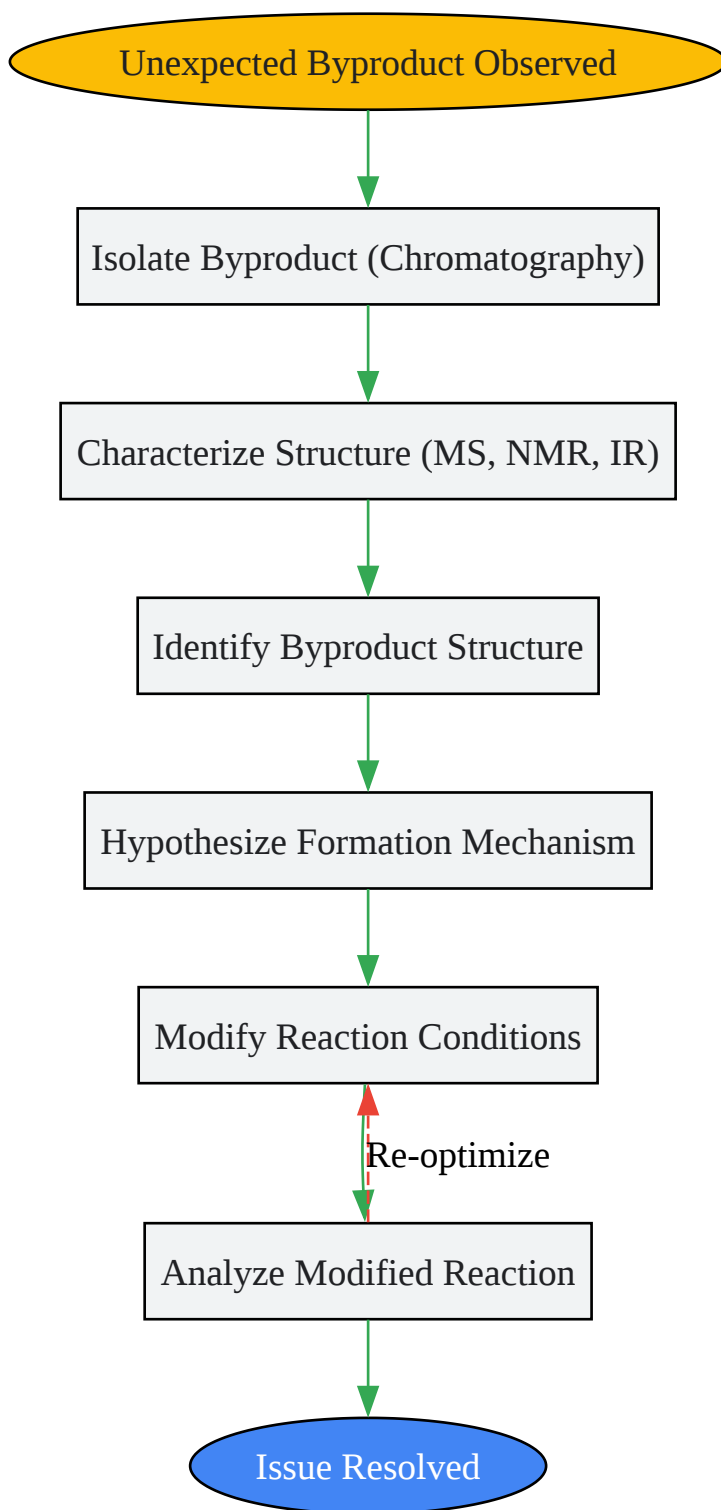 Unexpected Byproduct Observed
Isolate Byproduct (Chromatography)
Characterize Structure (MS, NMR, IR)
Identify Byproduct Structure
Hypothesize Formation Mechanism
Modify Reaction Conditions
Re-optimize
Analyze Modified Reaction
Issue Resolved